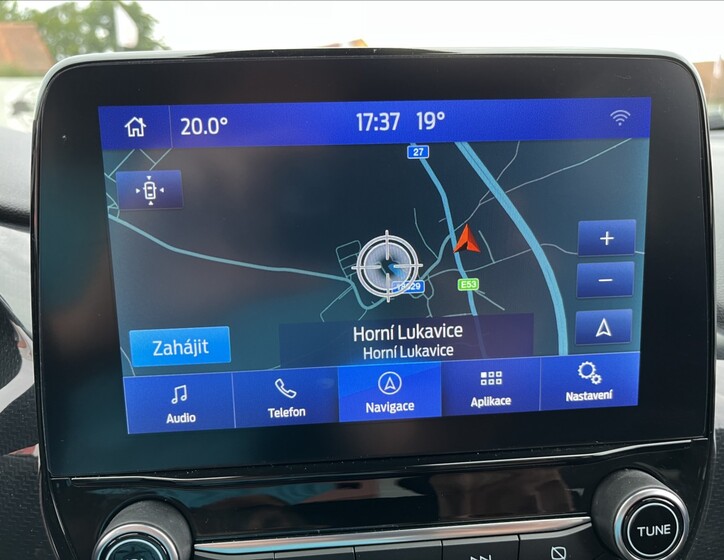 20.0°
17:37 19°
27
E53
Horní Lukavice
Horní Lukavice
Zahájit
Audio
Telefon
Navigace
Aplikace
Nastavení
TUNE